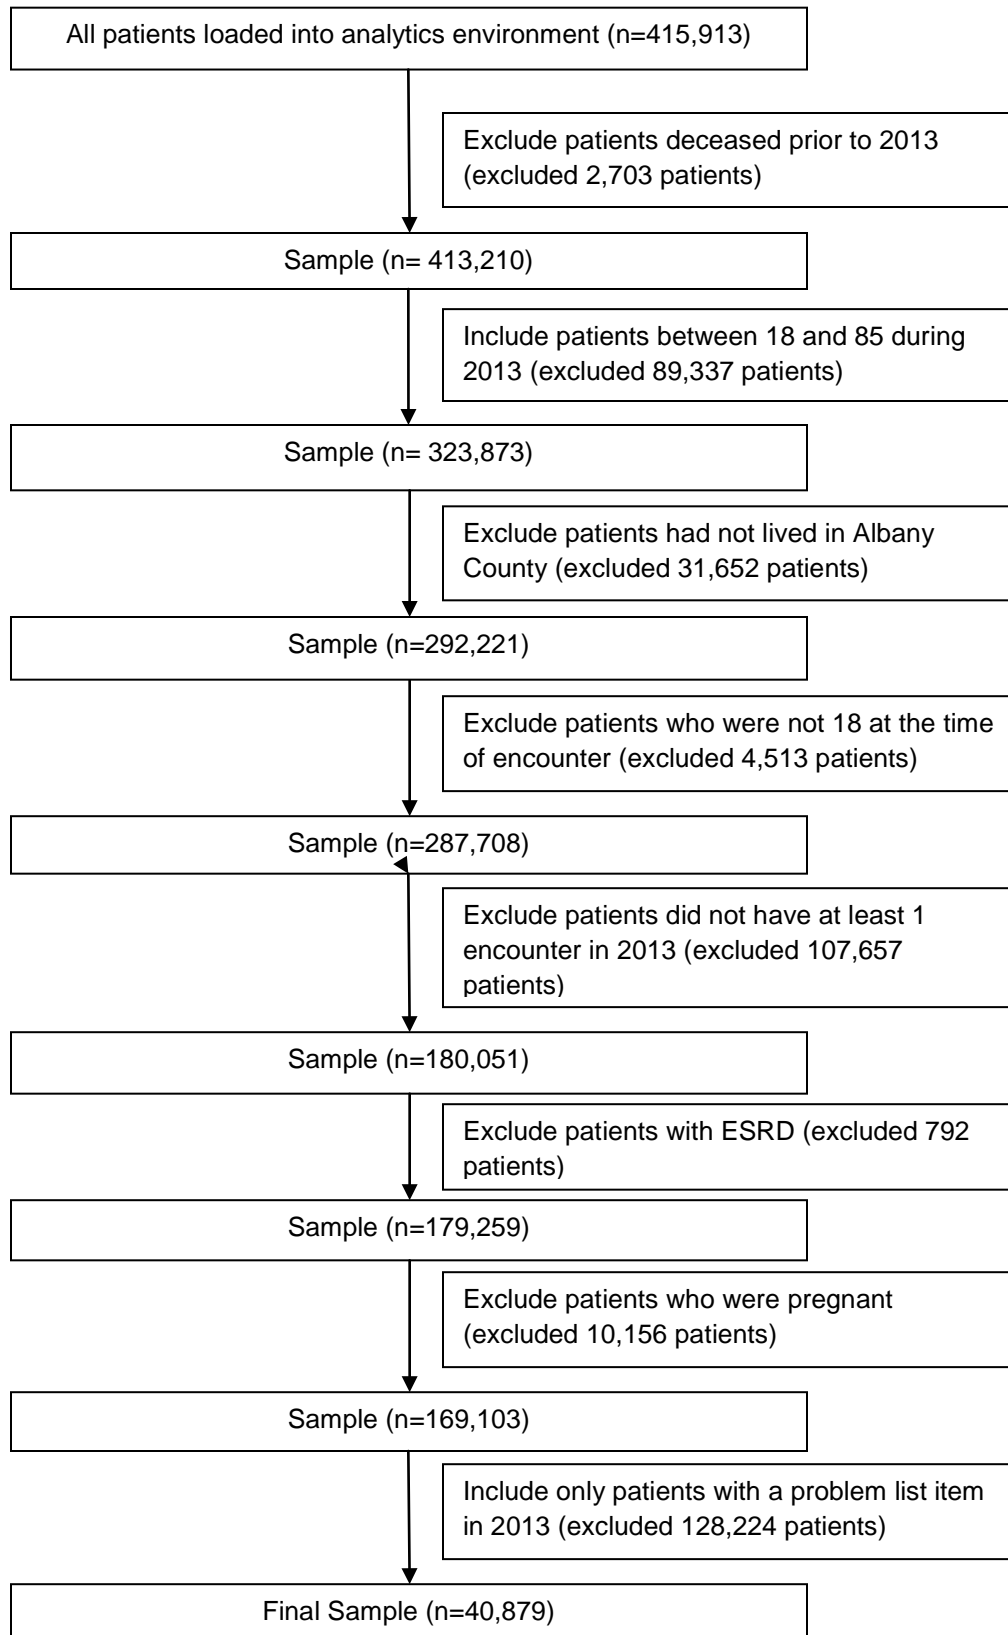 All patients loaded into analytics environment (n=415,913)
Exclude patients deceased prior to 2013
(excluded 2,703 patients)
Sample (n= 413,210)
Include patients between 18 and 85 during
2013 (excluded 89,337 patients)
Sample (n= 323,873)
Exclude patients had not lived in Albany
County (excluded 31,652 patients)
Sample (n=292,221)
Exclude patients who were not 18 at the time
of encounter (excluded 4,513 patients)
Sample (n=287,708)
Exclude patients did not have at least 1
encounter in 2013 (excluded 107,657
patients)
Sample (n=180,051)
Exclude patients with ESRD (excluded 792
patients)
Sample (n=179,259)
Exclude patients who were pregnant
(excluded 10,156 patients)
Sample (n=169,103)
Include only patients with a problem list item
in 2013 (excluded 128,224 patients)
Final Sample (n=40,879)